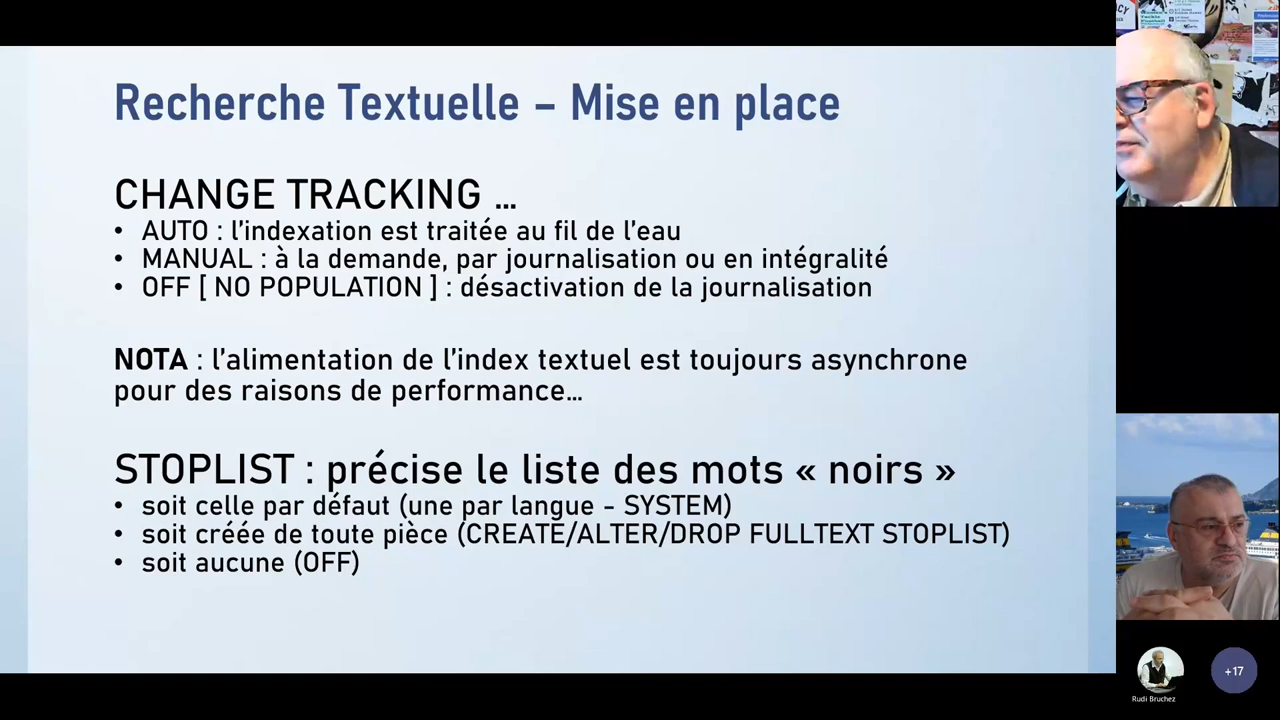 Recherche Textuelle – Mise en place
CHANGE TRACKING …
• AUTO : l’indexation est traitée au fil de l’eau
• MANUAL : à la demande, par journalisation ou en intégralité
• OFF [ NO POPULATION ] : désactivation de la journalisation
NOTA : l’alimentation de l’index textuel est toujours asynchrone
pour des raisons de performance…
STOPLIST : précise le liste des mots « noirs »
• soit celle par défaut (une par langue - SYSTEM)
• soit créée de toute pièce (CREATE/ALTER/DROP FULLTEXT STOPLIST)
• soit aucune (OFF)
Rudi Bruchez
+17